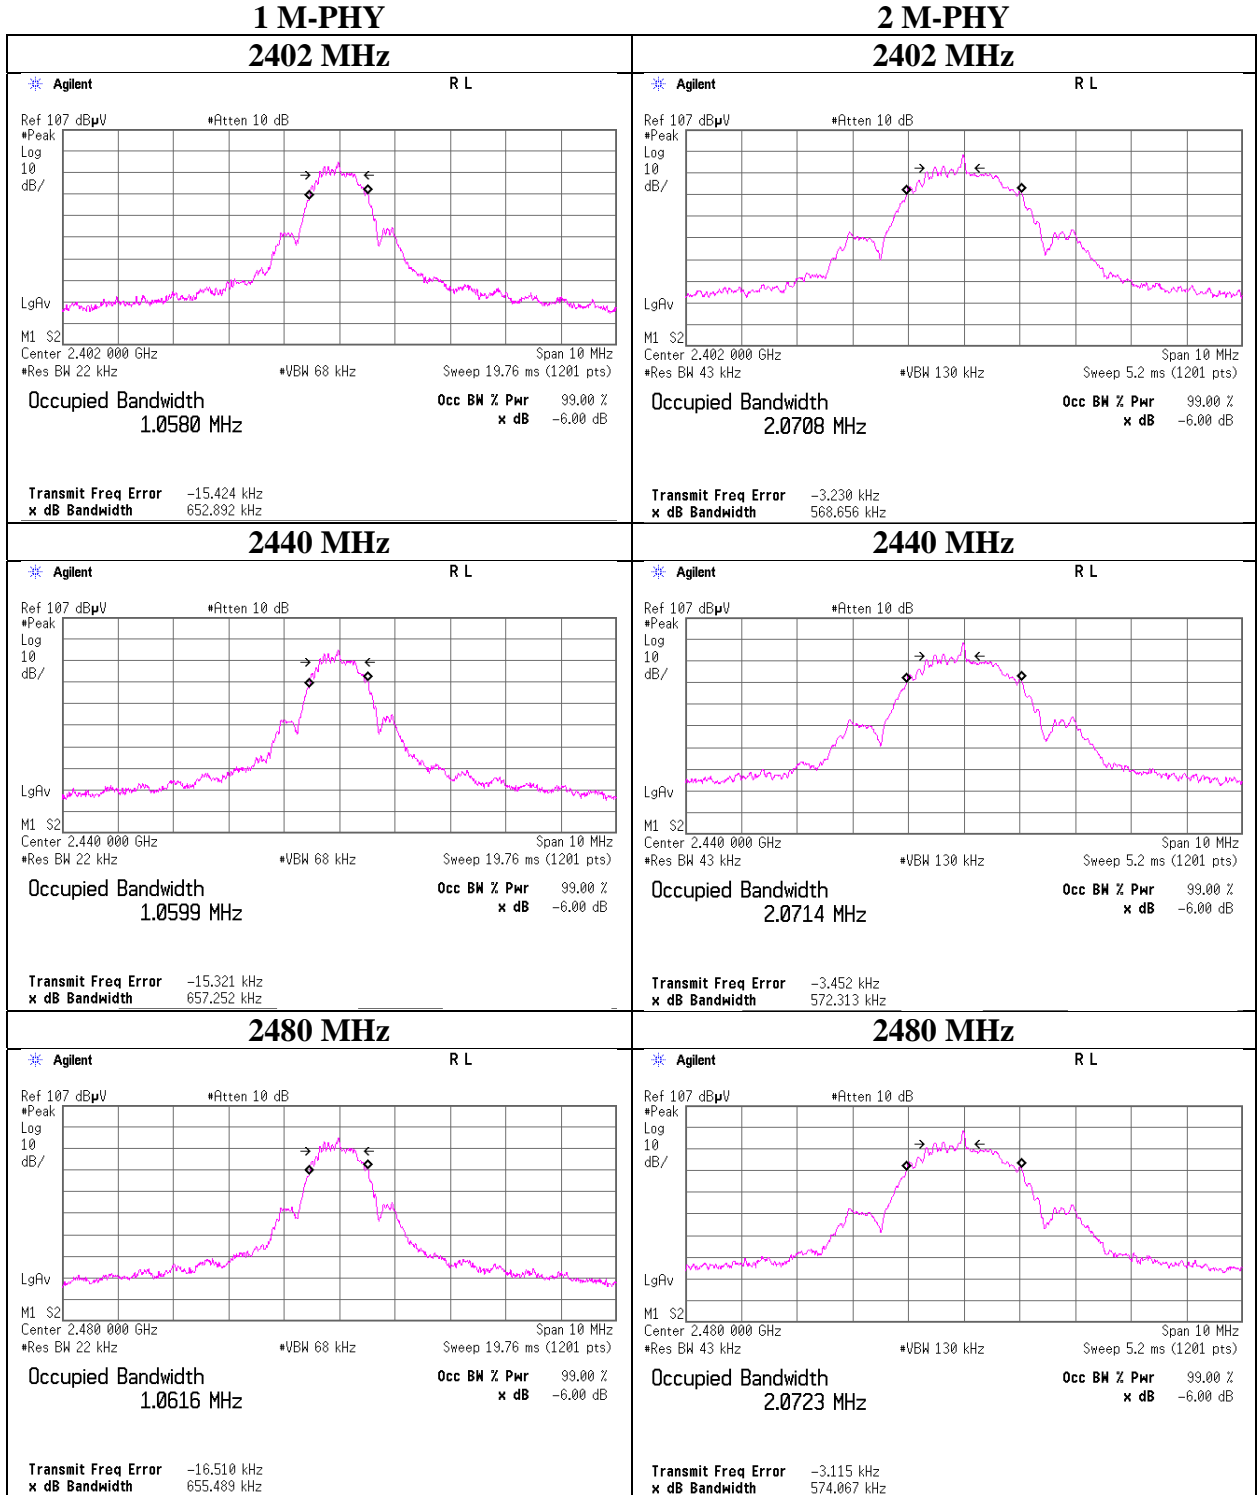 1 M-PHY
2 M-PHY
2402 MHz
Agilent
R L
Ref 107 dBµV #Atten 10 dB
#Peak
Log
10
dB/
LgAv
M1 S2
Center 2.402 000 GHz Span 10 MHz
#Res BW 22 kHz #VBW 68 kHz Sweep 19.76 ms (1201 pts)
Occupied Bandwidth
1.0580 MHz
Occ BW % Pwr 99.00 %
x dB -6.00 dB
Transmit Freq Error -15.424 kHz
x dB Bandwidth 652.892 kHz
2402 MHz
Agilent
R L
Ref 107 dBµV #Atten 10 dB
#Peak
Log
10
dB/
LgAv
M1 S2
Center 2.402 000 GHz Span 10 MHz
#Res BW 43 kHz #VBW 130 kHz Sweep 5.2 ms (1201 pts)
Occupied Bandwidth
2.0708 MHz
Occ BW % Pwr 99.00 %
x dB -6.00 dB
Transmit Freq Error -3.230 kHz
x dB Bandwidth 568.656 kHz
2440 MHz
Agilent
R L
Ref 107 dBµV #Atten 10 dB
#Peak
Log
10
dB/
LgAv
M1 S2
Center 2.440 000 GHz Span 10 MHz
#Res BW 22 kHz #VBW 68 kHz Sweep 19.76 ms (1201 pts)
Occupied Bandwidth
1.0599 MHz
Occ BW % Pwr 99.00 %
x dB -6.00 dB
Transmit Freq Error -15.321 kHz
x dB Bandwidth 657.252 kHz
2440 MHz
Agilent
R L
Ref 107 dBµV #Atten 10 dB
#Peak
Log
10
dB/
LgAv
M1 S2
Center 2.440 000 GHz Span 10 MHz
#Res BW 43 kHz #VBW 130 kHz Sweep 5.2 ms (1201 pts)
Occupied Bandwidth
2.0714 MHz
Occ BW % Pwr 99.00 %
x dB -6.00 dB
Transmit Freq Error -3.452 kHz
x dB Bandwidth 572.313 kHz
2480 MHz
Agilent
R L
Ref 107 dBµV #Atten 10 dB
#Peak
Log
10
dB/
LgAv
M1 S2
Center 2.480 000 GHz Span 10 MHz
#Res BW 22 kHz #VBW 68 kHz Sweep 19.76 ms (1201 pts)
Occupied Bandwidth
1.0616 MHz
Occ BW % Pwr 99.00 %
x dB -6.00 dB
Transmit Freq Error -16.510 kHz
x dB Bandwidth 655.489 kHz
2480 MHz
Agilent
R L
Ref 107 dBµV #Atten 10 dB
#Peak
Log
10
dB/
LgAv
M1 S2
Center 2.480 000 GHz Span 10 MHz
#Res BW 43 kHz #VBW 130 kHz Sweep 5.2 ms (1201 pts)
Occupied Bandwidth
2.0723 MHz
Occ BW % Pwr 99.00 %
x dB -6.00 dB
Transmit Freq Error -3.115 kHz
x dB Bandwidth 574.067 kHz